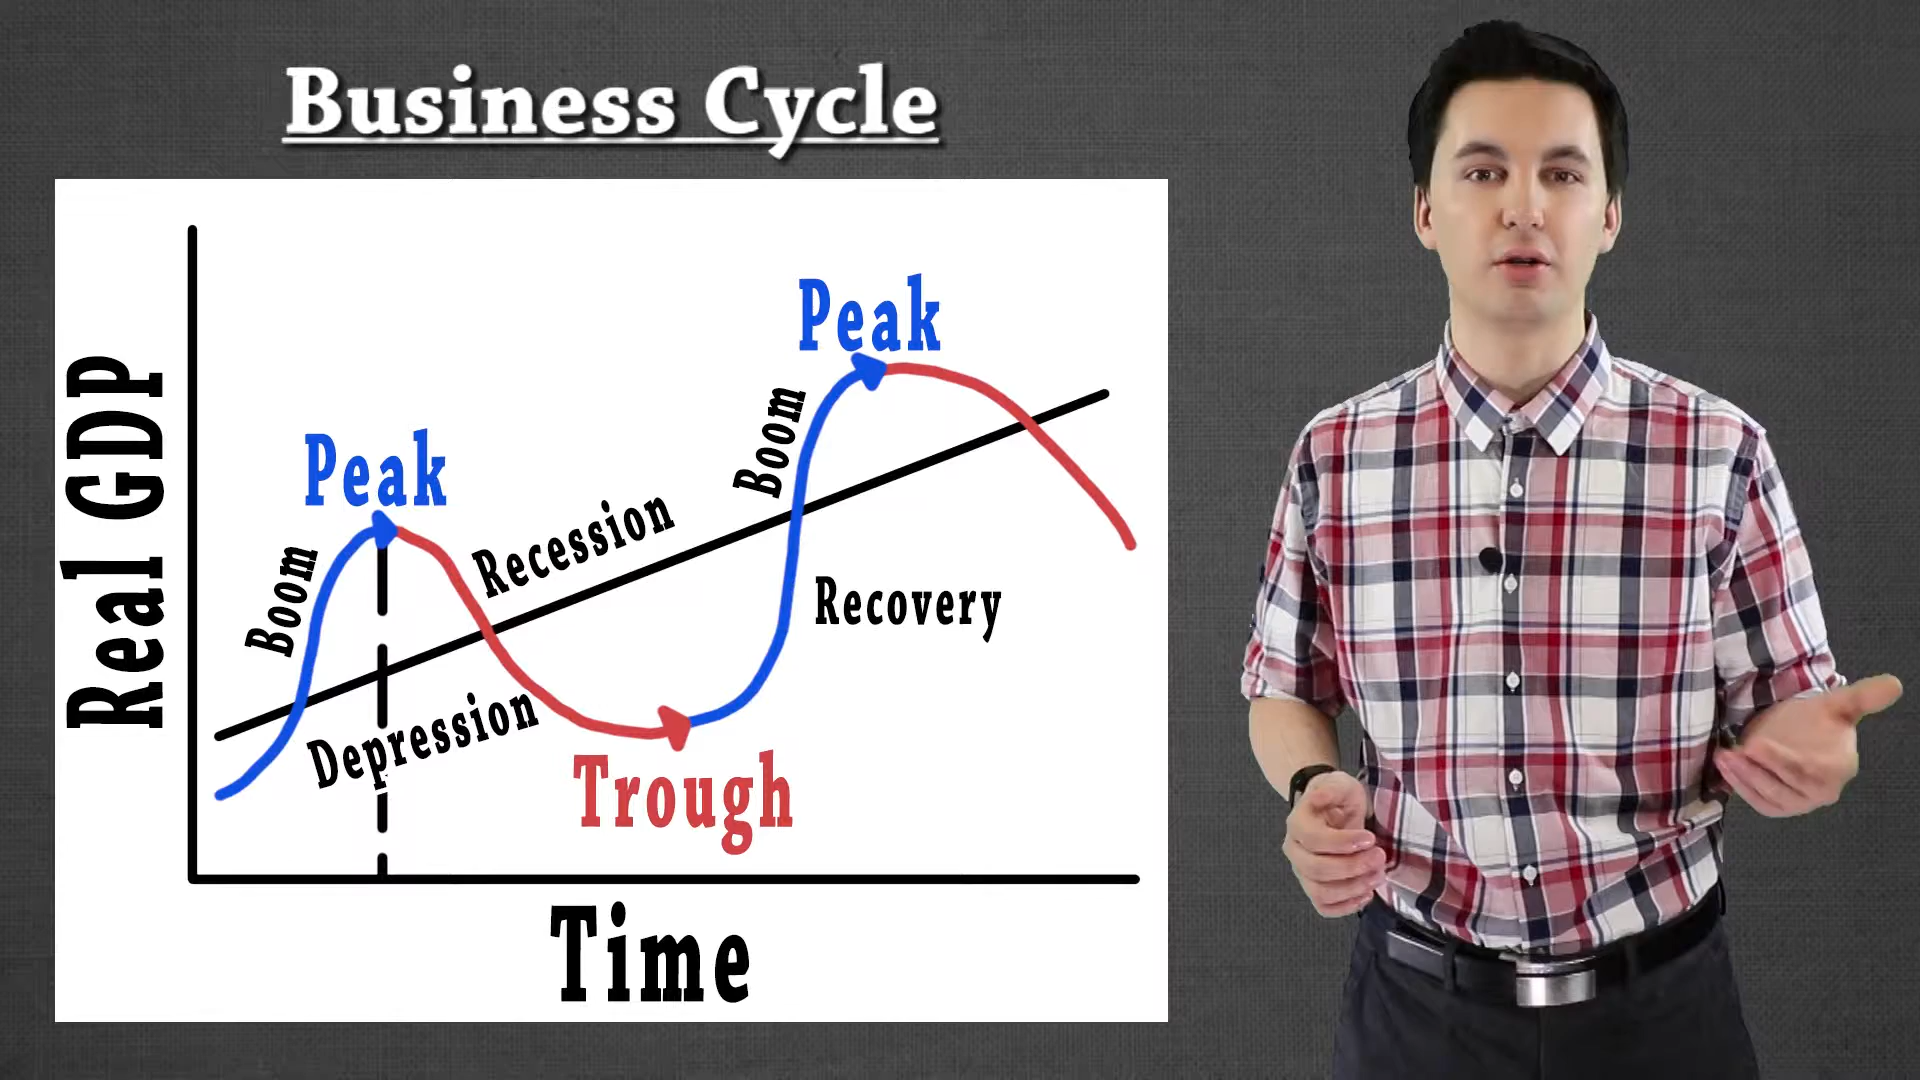 Business Cycle
Real GDP
Peak
Boom
Recession
Depression
Trough
Boom
Peak
Recovery
Time